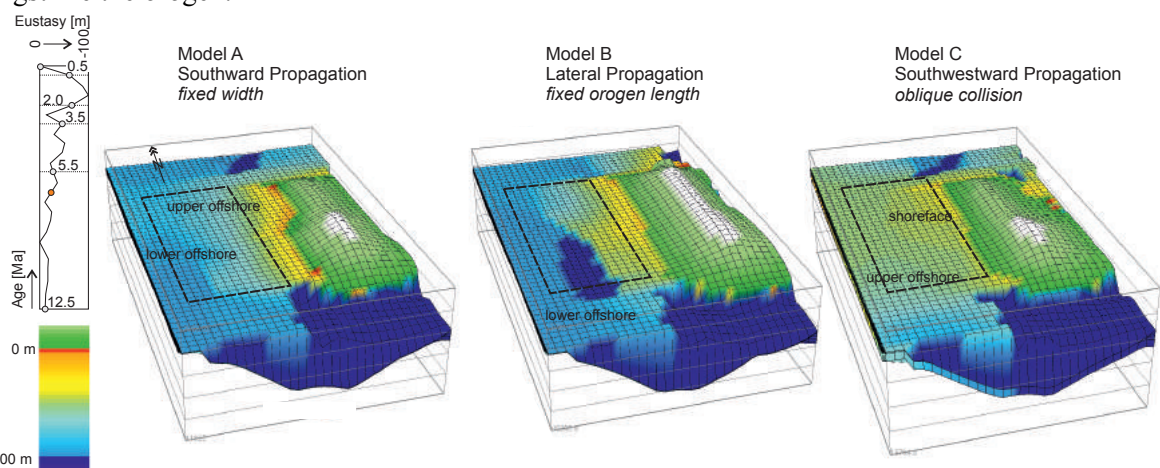 Eustasy [m]
0
-100
0.5
2.0
3.5
5.5
Age [Ma]
12.5
0 m
00 m
Model A
Southward Propagation
fixed width
N
upper offshore
lower offshore
Model B
Lateral Propagation
fixed orogen length
lower offshore
Model C
Southwestward Propagation
oblique collision
shoreface
upper offshore